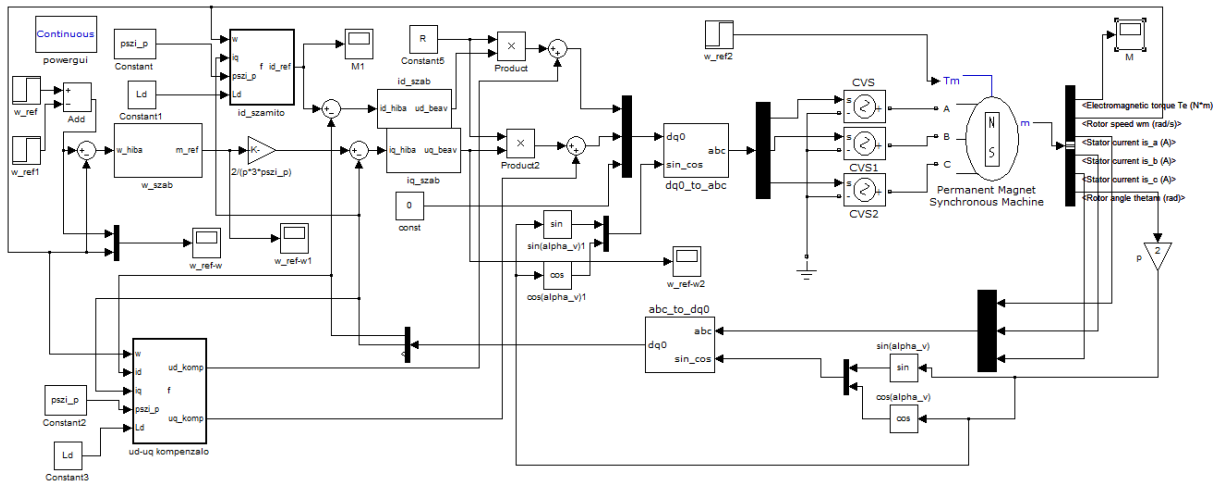 Continuous
powergui
pszi_p
Constant
Ld
Constant1
w
iq
pszi_p
Ld
f
id_ref
id_szamito
M1
R
Constant5
×
Product
w_ref2
M
w_ref
+
−
Add
w_ref1
w_hiba
m_ref
w_szab
K-
2/(p*3*pszi_p)
id_szab
id_hiba
ud_beav
iq_hiba
uq_beav
iq_szab
×
Product2
0
const
dq0
sin_cos
abc
dq0_to_abc
CVS
s
-
+
CVS1
s
-
+
CVS2
s
-
+
Tm
A
B
C
N
S
m
Permanent Magnet
Synchronous Machine
<Electromagnetic torque Te (N*m)>
<Rotor speed wm (rad/s)>
<Stator current is_a (A)>
<Stator current is_b (A)>
<Stator current is_c (A)>
<Rotor angle thetam (rad)>
2
p
w_ref-w
w_ref-w1
sin
sin(alpha_v)1
cos
cos(alpha_v)1
w_ref-w2
abc_to_dq0
abc
dq0
sin_cos
sin(alpha_v)
sin
cos(alpha_v)
cos
w
id
iq
pszi_p
Ld
f
ud_komp
uq_komp
ud-uq kompenzalo
pszi_p
Constant2
Ld
Constant3